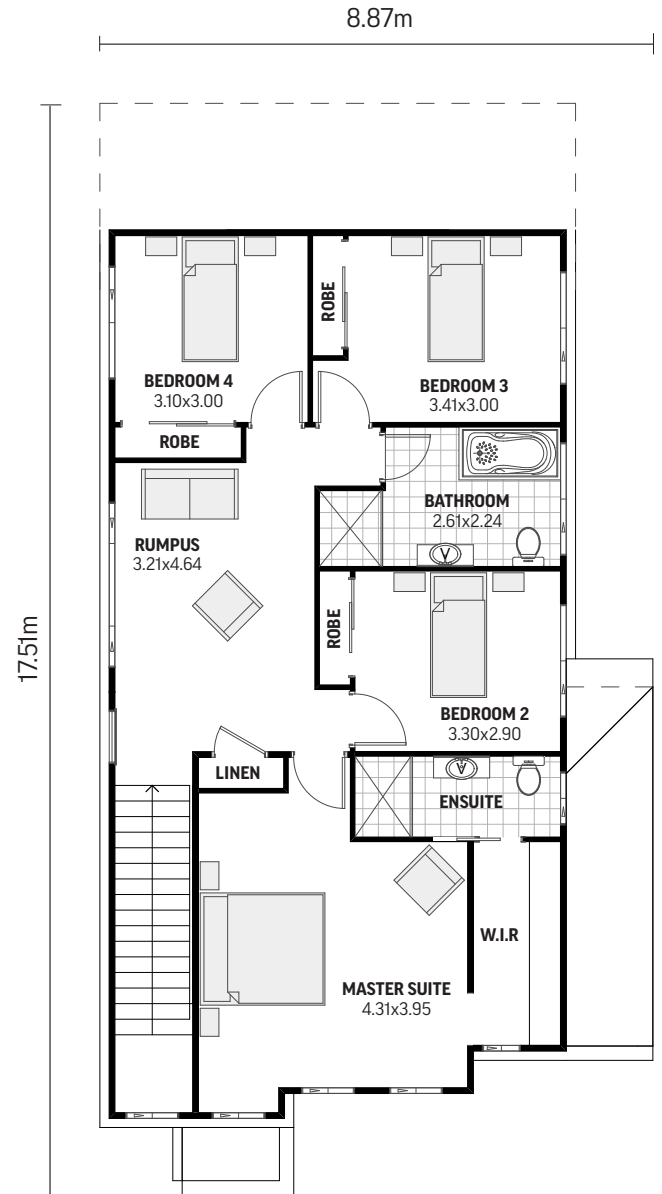 8.87m
17.51m
BEDROOM 4
3.10x3.00
ROBE
ROBE
BEDROOM 3
3.41x3.00
BATHROOM
2.61x2.24
RUMPUS
3.21x4.64
ROBE
BEDROOM 2
3.30x2.90
LINEN
ENSUITE
W.I.R
MASTER SUITE
4.31x3.95